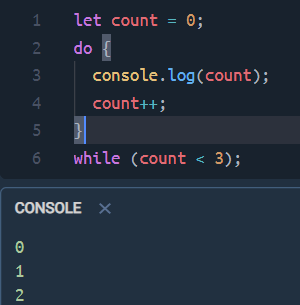 1 let count = 0;
2 do {
3 console.log(count);
4 count++;
5 }
6 while (count < 3);
CONSOLE ×
0
1
2